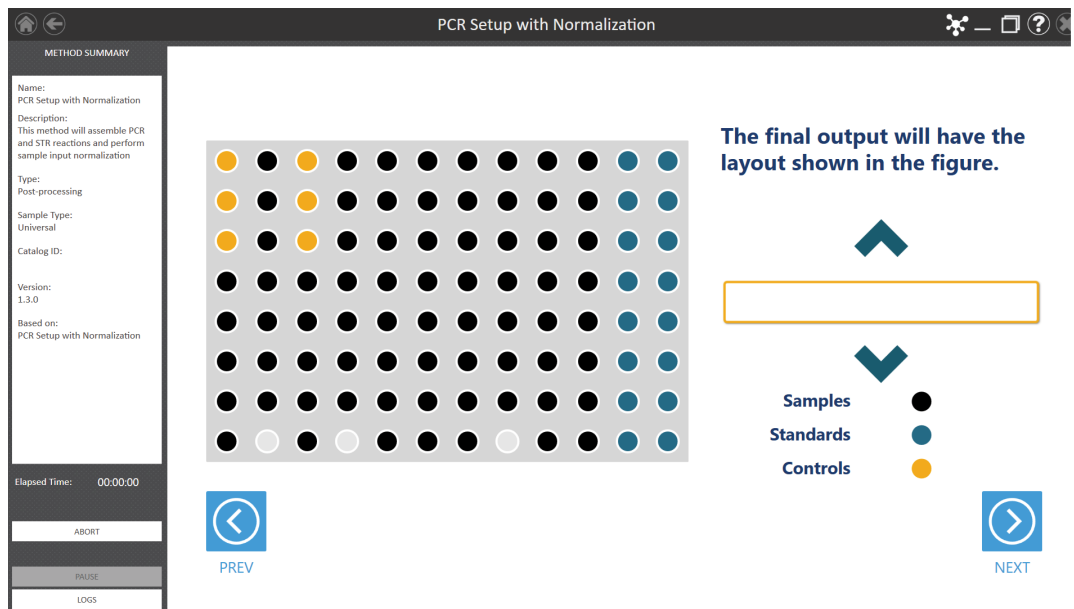 PCR Setup with Normalization
?
METHOD SUMMARY
Name:
PCR Setup with Normalization
Description:
This method will assemble PCR
and STR reactions and perform
sample input normalization
Type:
Post-processing
Sample Type:
Universal
Catalog ID:
Version:
1.3.0
Based on:
PCR Setup with Normalization
Elapsed Time: 00:00:00
ABORT
PAUSE
LOGS
The final output will have the
layout shown in the figure.
Samples
Standards
Controls
PREV
NEXT